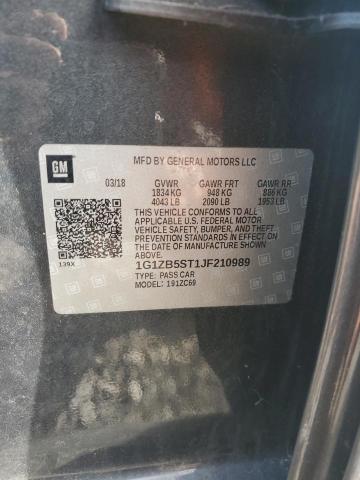 GM
MFD BY GENERAL MOTORS LLC
03/18 GVWR GAWR FRT GAWR RR
1834 KG 948 KG 886 KG
4043 LB 2090 LB 1953 LB
THIS VEHICLE CONFORMS TO ALL APPLICABLE
U.S. FEDERAL MOTOR
VEHICLE SAFETY, BUMPER, AND THEFT
PREVENTION STANDARDS IN EFFECT ON THE
DATE OF MANUFACTURE SHOWN ABOVE.
139X 1G1ZB5ST1JF210989
TYPE: PASS CAR
MODEL: 191ZC69